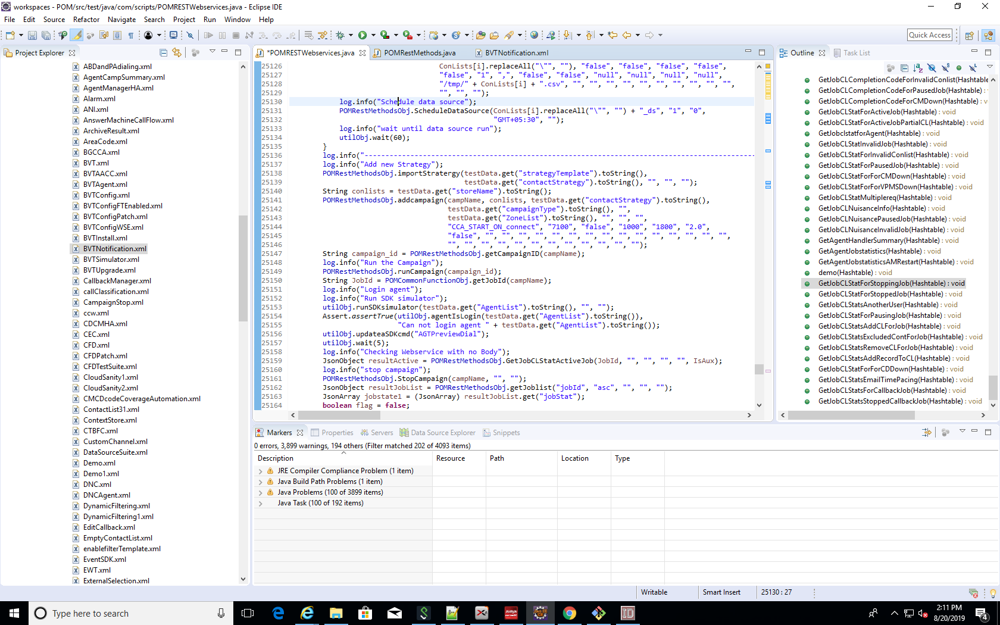 workspaces - POM/src/test/java/com/scripts/POMRESTWebservices.java - Eclipse IDE
File Edit Source Refactor Navigate Search Project Run Window Help
Quick Access
Project Explorer
ABDandPAdialing.xml
AgentCampSummary.xml
AgentManagerHA.xml
Alarm.xml
ANI.xml
AnswerMachineCallFlow.xml
ArchiveResult.xml
AreaCode.xml
BGCCA.xml
BVT.xml
BVTAACC.xml
BVTAgent.xml
BVTConfig.xml
BVTConfigFTEnabled.xml
BVTConfigPatch.xml
BVTConfigWSE.xml
BVTInstall.xml
BVTNotification.xml
BVTSimulator.xml
BVTUpgrade.xml
CallbackManager.xml
callClassification.xml
CampaignStop.xml
ccw.xml
CDCMHA.xml
CEC.xml
CFD.xml
CFDPatch.xml
CFDTestSuite.xml
CloudSanity1.xml
CloudSanity2.xml
CMCDcodeCoverageAutomation.xml
ContactList31.xml
ContextStore.xml
CTBFC.xml
CustomChannel.xml
DataSourceSuite.xml
Demo.xml
Demo1.xml
DNC.xml
DNCAgent.xml
DynamicFiltering.xml
DynamicFiltering1.xml
EditCallback.xml
EmptyContactList.xml
enablefilterTemplate.xml
EventSDK.xml
EWT.xml
ExternalSelection.xml
*POMRESTWebservices.java POMRestMethods.java BVTNotification.xml
25126 ConLists[i].replaceAll("\"", ""), "false", "false", "false", "false",
25127 "false", "1", ",", "false", "false", "null", "null", "null", "null",
25128 "/tmp/" + ConLists[i] + ".csv", "", "", "", "", "", "", "", "", "", "",
25129 "", "", "");
25130 log.info("Schedule data source");
25131 POMRestMethodsObj.ScheduleDataSource(ConLists[i].replaceAll("\"", "") + "_ds", "1", "0",
25132 "GMT+05:30", "");
25133 log.info("wait until data source run");
25134 utilObj.wait(60);
25135 }
25136 log.info("-----------------------------------------------------------------------------------------------
25137 log.info("Add new Strategy");
25138 POMRestMethodsObj.importStratergy(testData.get("strategyTemplate").toString(),
25139 testData.get("contactStrategy").toString(), "", "", "");
25140 String conlists = testData.get("storeName").toString();
25141 POMRestMethodsObj.addcampaign(campName, conlists, testData.get("contactStrategy").toString(),
25142 testData.get("campaignType").toString(), "",
25143 testData.get("ZoneList").toString(), "", "", "",
25144 "CCA_START_ON_connect", "7100", "false", "1000", "1800", "2.0",
25145 "false", "", "", "", "", "", "", "", "", "", "", "", "", "", "", "",
25146 "", "", "", "", "", "", "", "", "", "", "", "");
25147 String campaign_id = POMRestMethodsObj.getCampaignID(campName);
25148 log.info("Run the Campaign");
25149 POMRestMethodsObj.runCampaign(campaign_id);
25150 String JobId = POMCommonFunctionObj.getJobId(campName);
25151 log.info("Login agent");
25152 log.info("Run SDK simulator");
25153 utilObj.runSDKsimulator(testData.get("AgentList").toString(), "", "");
25154 Assert.assertTrue(utilObj.agentIsLogin(testData.get("AgentList").toString()),
25155 "Can not login agent " + testData.get("AgentList").toString());
25156 utilObj.updateaSDKcmd("AGTPreviewDial");
25157 utilObj.wait(5);
25158 log.info("Checking Webservice with no Body");
25159 JsonObject resultActive = POMRestMethodsObj.GetJobCLStatActiveJob(JobId, "", "", "", "", IsAux);
25160 log.info("stop campaign");
25161 POMRestMethodsObj.StopCampaign(campName, "", "");
25162 JsonObject resultJobList = POMRestMethodsObj.getJoblist("jobId", "asc", "", "", "");
25163 JsonArray jobstate1 = (JsonArray) resultJobList.get("jobStat");
25164 boolean flag = false;
Outline Task List
GetJobCLCompletionCodeForInvalidConlist(Hashtable
GetJobCLCompletionCodeForPausedJob(Hashtable) :
GetJobCLCompletionCodeForCMDown(Hashtable) : v
GetJobCLStatForActiveJob(Hashtable) : void
GetJobCLStatForActiveJobPartialCL(Hashtable) : void
GetJobclstatforAgent(Hashtable) : void
GetJobCLStatInvalidJob(Hashtable) : void
GetJobCLStatForInvalidConlist(Hashtable) : void
GetJobCLStatForPausedJob(Hashtable) : void
GetJobCLStatForForCMDown(Hashtable) : void
GetJobCLStatForForVPMSDown(Hashtable) : void
GetJobCLStatMultiplereq(Hashtable) : void
GetJobCLNuisanceInfo(Hashtable) : void
GetJobCLNuisancePausedJob(Hashtable) : void
GetJobCLNuisanceInvalidJob(Hashtable) : void
GetAgentHandlerSummary(Hashtable) : void
GetAgentJobstatistics(Hashtable) : void
GetAgentJobstatisticsAMRestart(Hashtable) : void
demo(Hashtable) : void
GetJobCLStatForStoppingJob(Hashtable) : void
GetJobCLStatForStoppedJob(Hashtable) : void
GetJobCLStatsAnotherUser(Hashtable) : void
GetJobCLStatForPausingJob(Hashtable) : void
GetJobCLStatsAddCLForJob(Hashtable) : void
GetJobCLStatsExcludedContForJob(Hashtable) : void
GetJobCLStatsRemoveCLForJob(Hashtable) : void
GetJobCLStatsAddRecordToCL(Hashtable) : void
GetJobCLStatForForCDDown(Hashtable) : void
GetJobCLStatsEmailTimePacing(Hashtable) : void
GetJobCLStatsForCallbackJob(Hashtable) : void
GetJobCLStatsStoppedCallbackJob(Hashtable) : void
Markers Properties Servers Data Source Explorer Snippets
0 errors, 3,899 warnings, 194 others (Filter matched 202 of 4093 items)
Description Resource Path Location Type
JRE Compiler Compliance Problem (1 item)
Java Build Path Problems (1 item)
Java Problems (100 of 3899 items)
Java Task (100 of 192 items)
Writable Smart Insert 25130 : 27
Type here to search
2:11 PM
8/20/2019
4